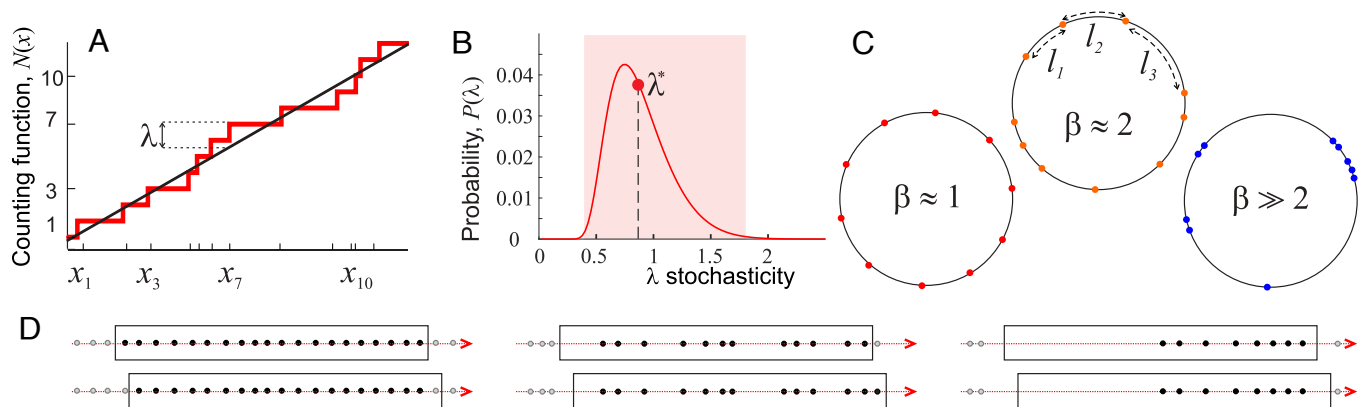 A
Counting function, N(x)
10
7
3
1
λ
x1 x3 x7 x10
B
Probability, P(λ)
0.04
0.03
0.02
0.01
0
λ*
0 0.5 1 1.5 2
λ stochasticity
C
l1 l2 l3
β ≈ 2
β ≈ 1
β ≫ 2
D